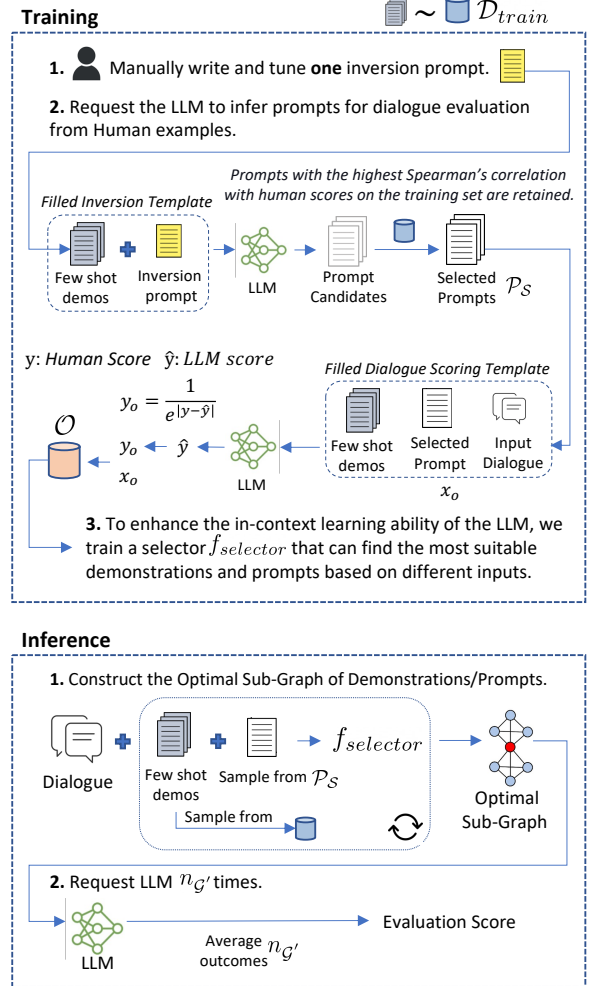 Training
∼ 𝒟_train
1. Manually write and tune one inversion prompt.
2. Request the LLM to infer prompts for dialogue evaluation
from Human examples.
Prompts with the highest Spearman's correlation
with human scores on the training set are retained.
Filled Inversion Template
Few shot
demos
Inversion
prompt
LLM
Prompt
Candidates
Selected
Prompts 𝒫_𝒮
y: Human Score ŷ: LLM score
y_o = 1 / e^|y−ŷ|
𝒪
y_o
ŷ
x_o
LLM
Filled Dialogue Scoring Template
Few shot
demos
Selected
Prompt
Input
Dialogue
x_o
3. To enhance the in-context learning ability of the LLM, we
train a selector f_selector that can find the most suitable
demonstrations and prompts based on different inputs.
Inference
1. Construct the Optimal Sub-Graph of Demonstrations/Prompts.
Dialogue
Few shot
demos
Sample from 𝒫_𝒮
f_selector
Sample from
Optimal
Sub-Graph
2. Request LLM n_𝒢′ times.
LLM
Average n_𝒢′
outcomes
Evaluation Score